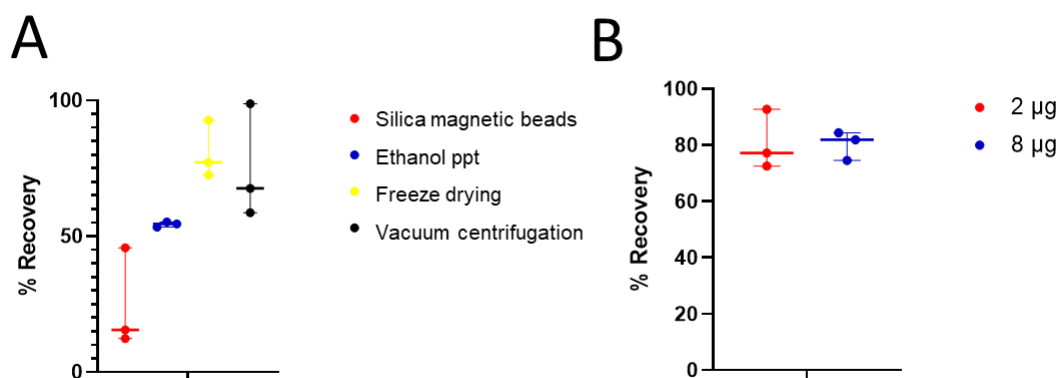 A
% Recovery
100
50
0
Silica magnetic beads
Ethanol ppt
Freeze drying
Vacuum centrifugation
B
% Recovery
100
80
60
40
20
0
2 µg
8 µg